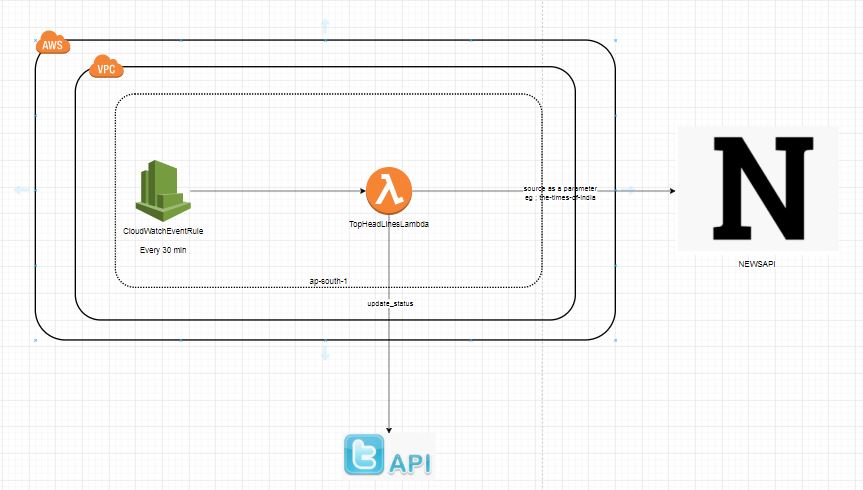 AWS
VPC
CloudWatchEventRule
Every 30 min
TopHeadLinesLambda
source as a parameter
eg ; the-times-of-india
N
NEWSAPI
ap-south-1
update_status
t API